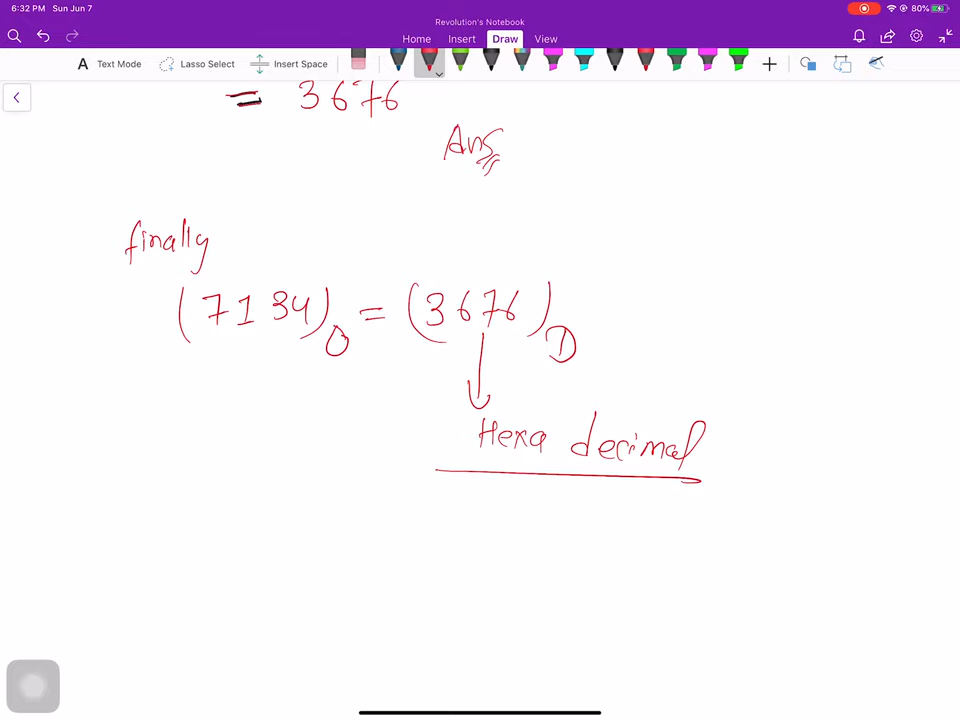 6:32 PM Sun Jun 7 80%
Revolution's Notebook
Home Insert Draw View
A Text Mode Lasso Select Insert Space
= 3676
Ans
finally
(7134)O = (3676)D
Hexa decimal